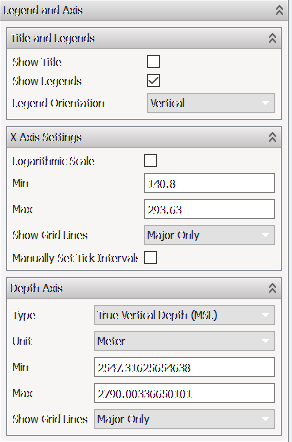 Legend and Axis
Title and Legends
Show Title
Show Legends
Legend Orientation Vertical
X Axis Settings
Logarithmic Scale
Min 140.8
Max 293.63
Show Grid Lines Major Only
Manually Set Tick Intervals
Depth Axis
Type True Vertical Depth (MSL)
Unit Meter
Min 2547.31625654638
Max 2790.00336650101
Show Grid Lines Major Only